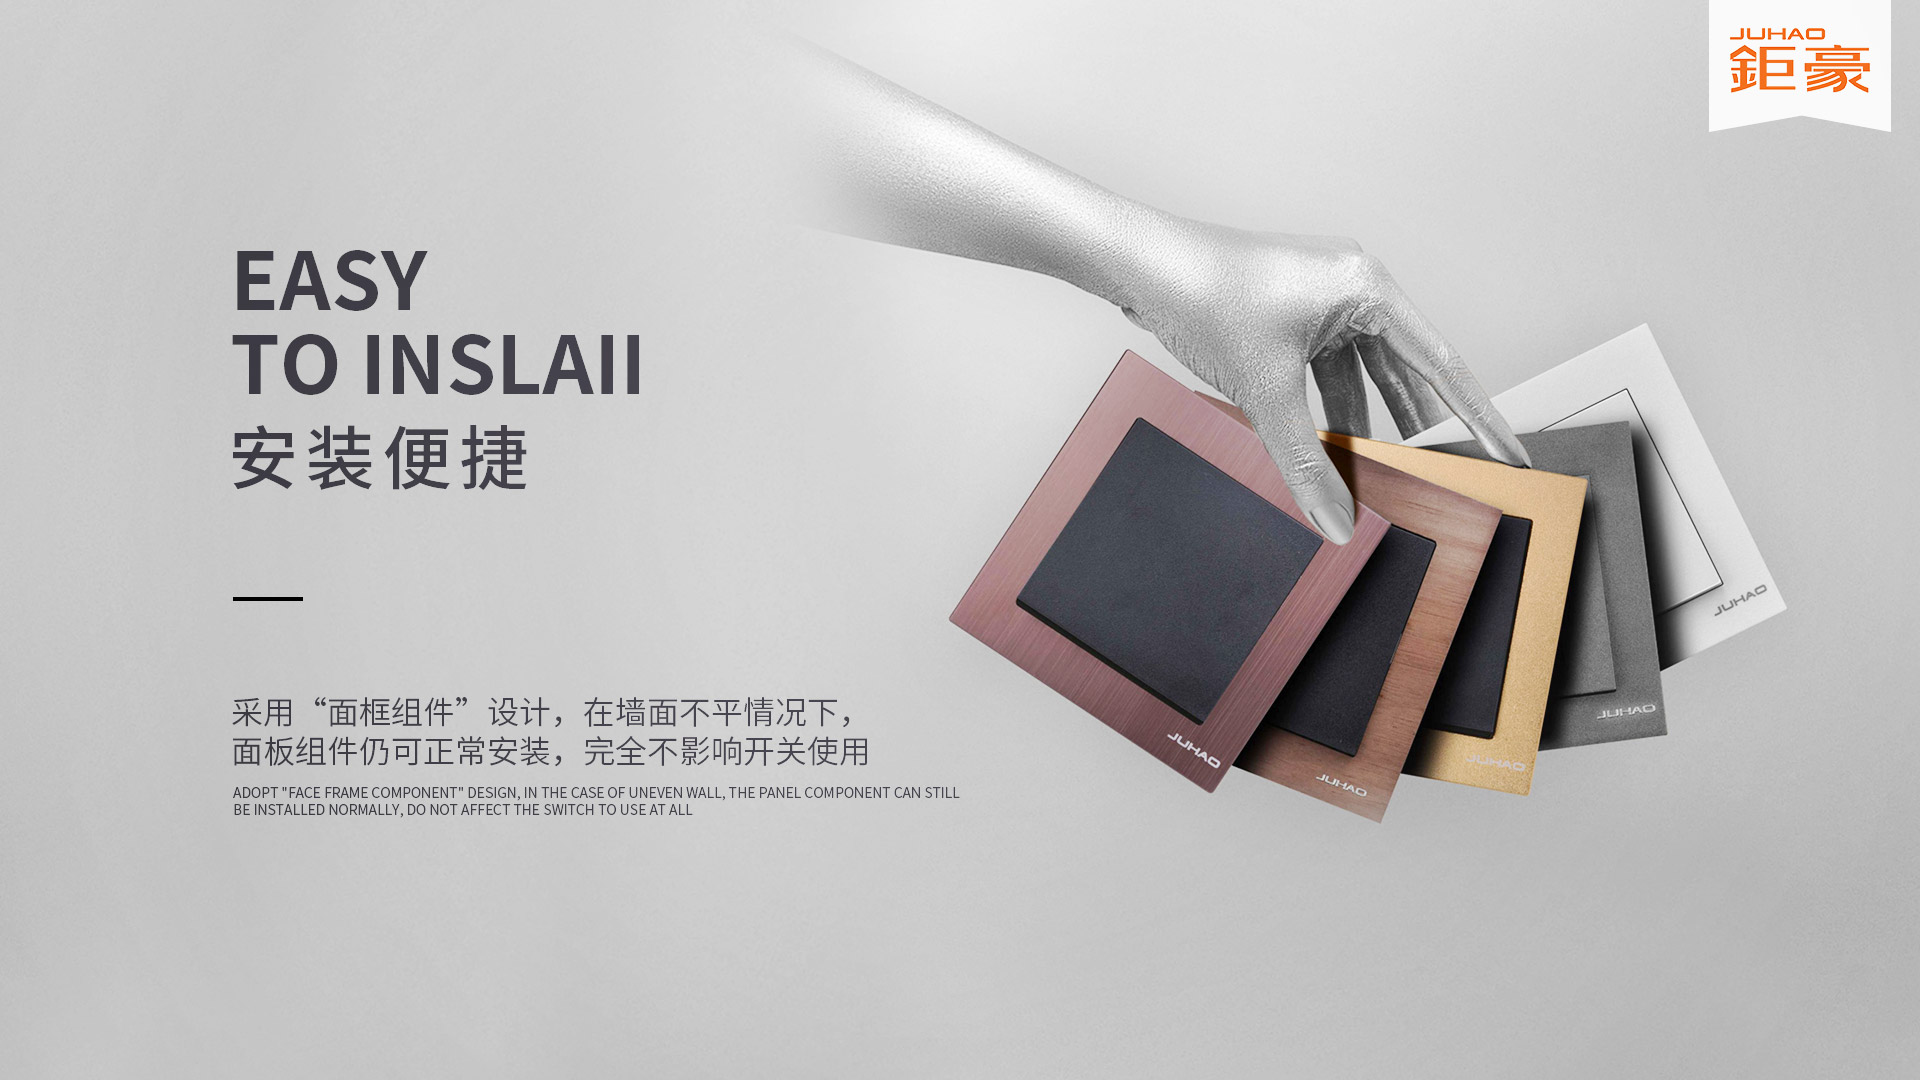 JUHAO
鉅豪
EASY
TO INSLAII
安装便捷
采用“面框组件”设计，在墙面不平情况下，
面板组件仍可正常安装，完全不影响开关使用
ADOPT "FACE FRAME COMPONENT" DESIGN, IN THE CASE OF UNEVEN WALL, THE PANEL COMPONENT CAN STILL
BE INSTALLED NORMALLY, DO NOT AFFECT THE SWITCH TO USE AT ALL
JUHAO
JUHAO
JUHAO
JUHAO
JUHAO